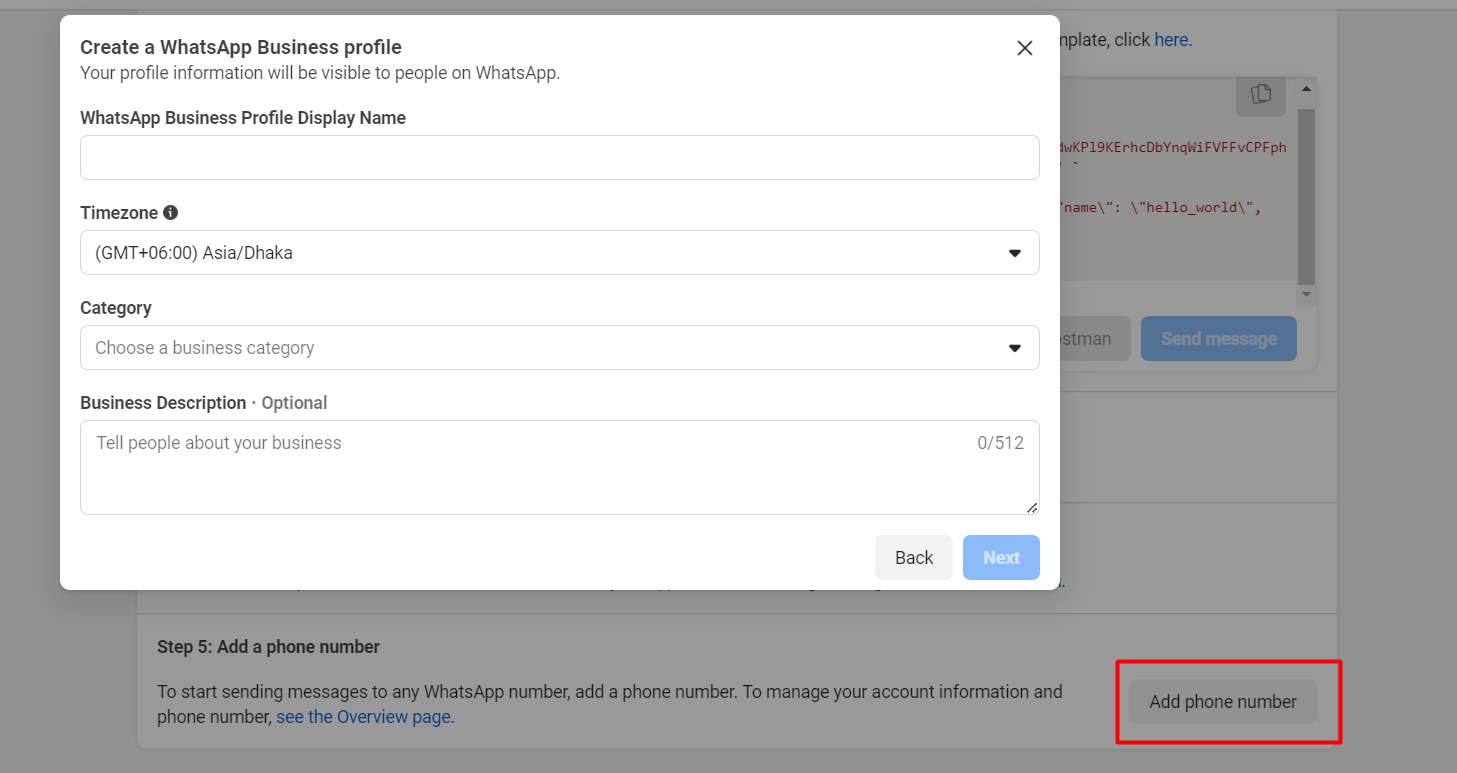 Create a WhatsApp Business profile
Your profile information will be visible to people on WhatsApp.
WhatsApp Business Profile Display Name
Timezone
(GMT+06:00) Asia/Dhaka
Category
Choose a business category
Business Description · Optional
Tell people about your business
0/512
Back
Next
click here.
name\": \"hello_world\",
Send message
Step 5: Add a phone number
To start sending messages to any WhatsApp number, add a phone number. To manage your account information and
phone number, see the Overview page.
Add phone number